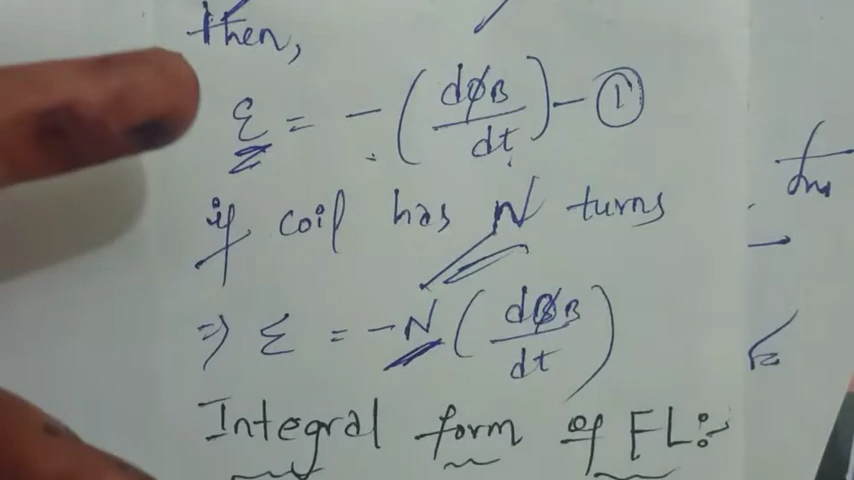 then,
ε = - (dϕB/dt) - ①
if coil has N turns
⇒ ε = -N (dϕB/dt)
Integral form of FL:-